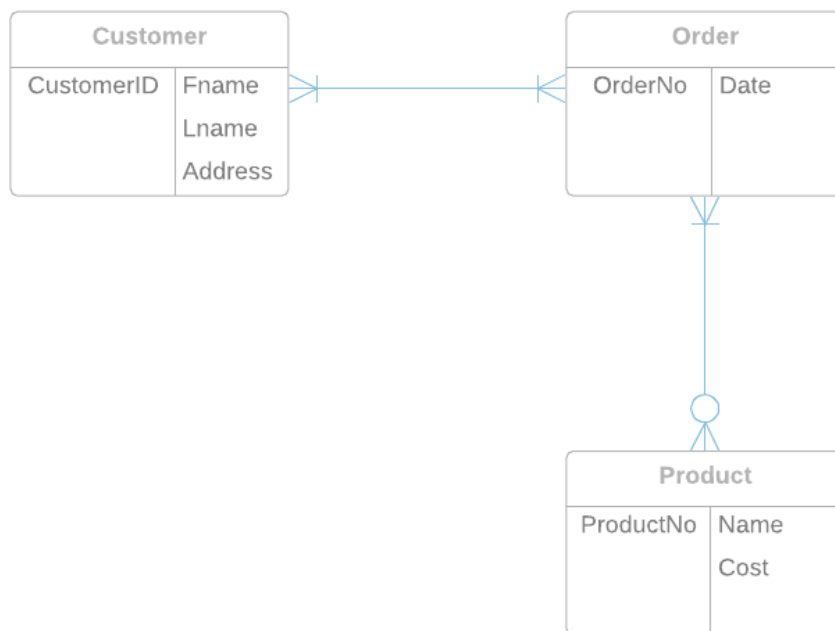 Customer
CustomerID Fname
Lname
Address
Order
OrderNo Date
Product
ProductNo Name
Cost